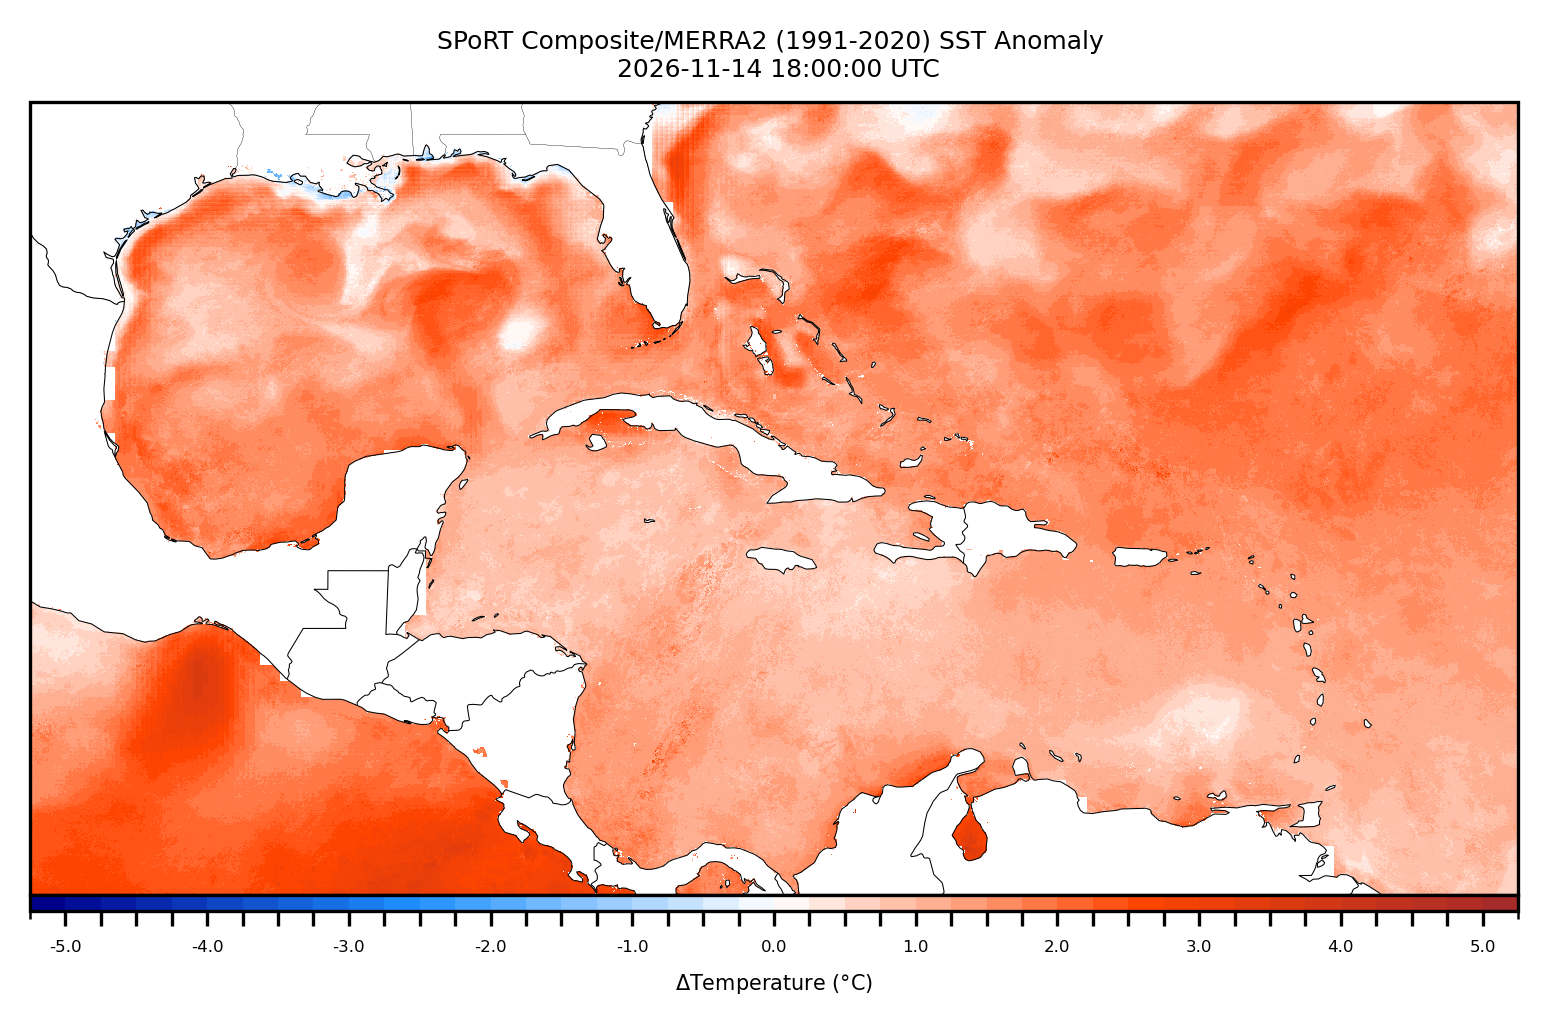 SPoRT Composite/MERRA2 (1991-2020) SST Anomaly
2026-11-14 18:00:00 UTC
-5.0 -4.0 -3.0 -2.0 -1.0 0.0 1.0 2.0 3.0 4.0 5.0
ΔTemperature (°C)